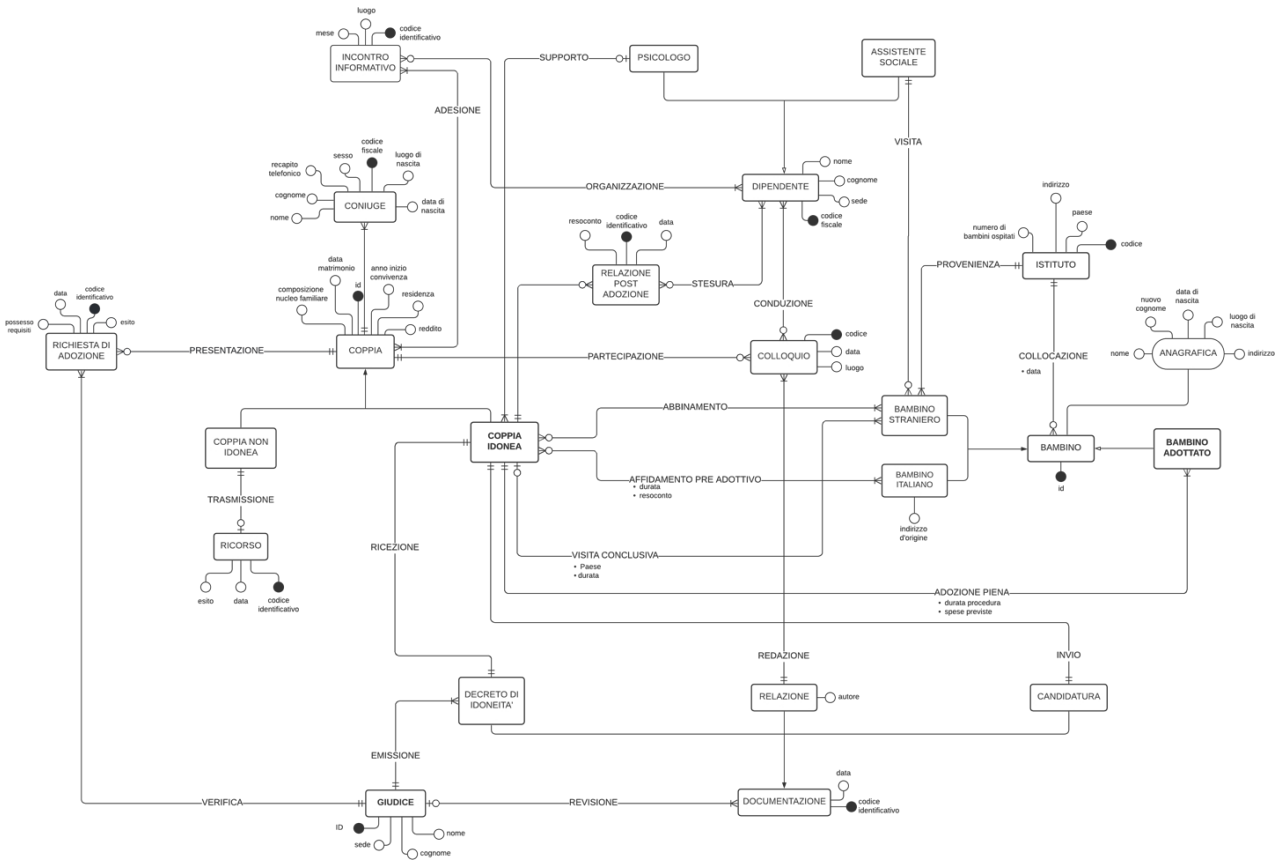 luogo
mese
codice
identificativo
INCONTRO
INFORMATIVO
SUPPORTO
PSICOLOGO
ASSISTENTE
SOCIALE
ADESIONE
VISITA
recapito
telefonico
sesso
codice
fiscale
luogo di
nascita
cognome
nome
CONIUGE
data di
nascita
ORGANIZZAZIONE
DIPENDENTE
nome
cognome
sede
codice
fiscale
indirizzo
numero di
bambini ospitati
paese
codice
ISTITUTO
PROVENIENZA
resoconto
codice
identificativo
data
RELAZIONE
POST
ADOZIONE
STESURA
CONDUZIONE
data
matrimonio
id
anno inizio
convivenza
composizione
nucleo familiare
residenza
reddito
COPPIA
data
codice
identificativo
possesso
requisiti
esito
RICHIESTA DI
ADOZIONE
PRESENTAZIONE
PARTECIPAZIONE
COLLOQUIO
codice
data
luogo
COLLOCAZIONE
• data
nuovo
cognome
data di
nascita
luogo di
nascita
nome
ANAGRAFICA
indirizzo
ABBINAMENTO
BAMBINO
STRANIERO
COPPIA NON
IDONEA
COPPIA
IDONEA
BAMBINO
id
BAMBINO
ADOTTATO
AFFIDAMENTO PRE ADOTTIVO
• durata
• resoconto
BAMBINO
ITALIANO
indirizzo
d'origine
TRASMISSIONE
RICORSO
esito
data
codice
identificativo
RICEZIONE
VISITA CONCLUSIVA
• Paese
• durata
ADOZIONE PIENA
• durata procedura
• spese previste
REDAZIONE
INVIO
DECRETO DI
IDONEITA'
RELAZIONE
autore
CANDIDATURA
EMISSIONE
VERIFICA
GIUDICE
REVISIONE
DOCUMENTAZIONE
data
codice
identificativo
ID
sede
nome
cognome